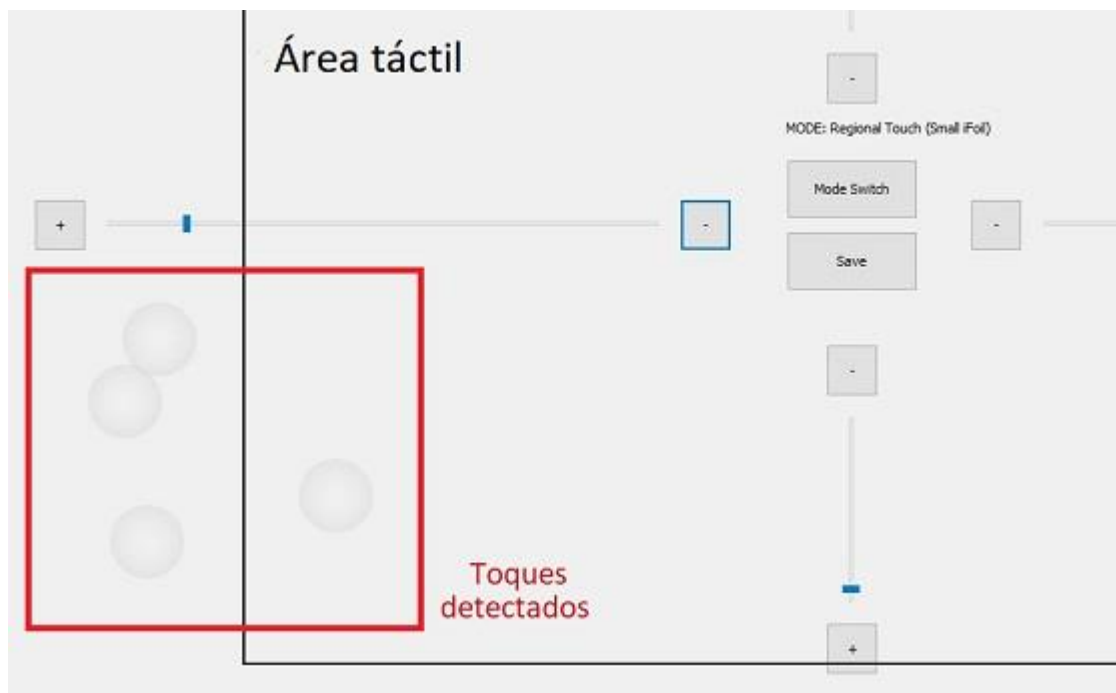 Área táctil
-
MODE: Regional Touch (Small iFoil)
Mode Switch
+
-
-
Save
-
Toques
detectados
+